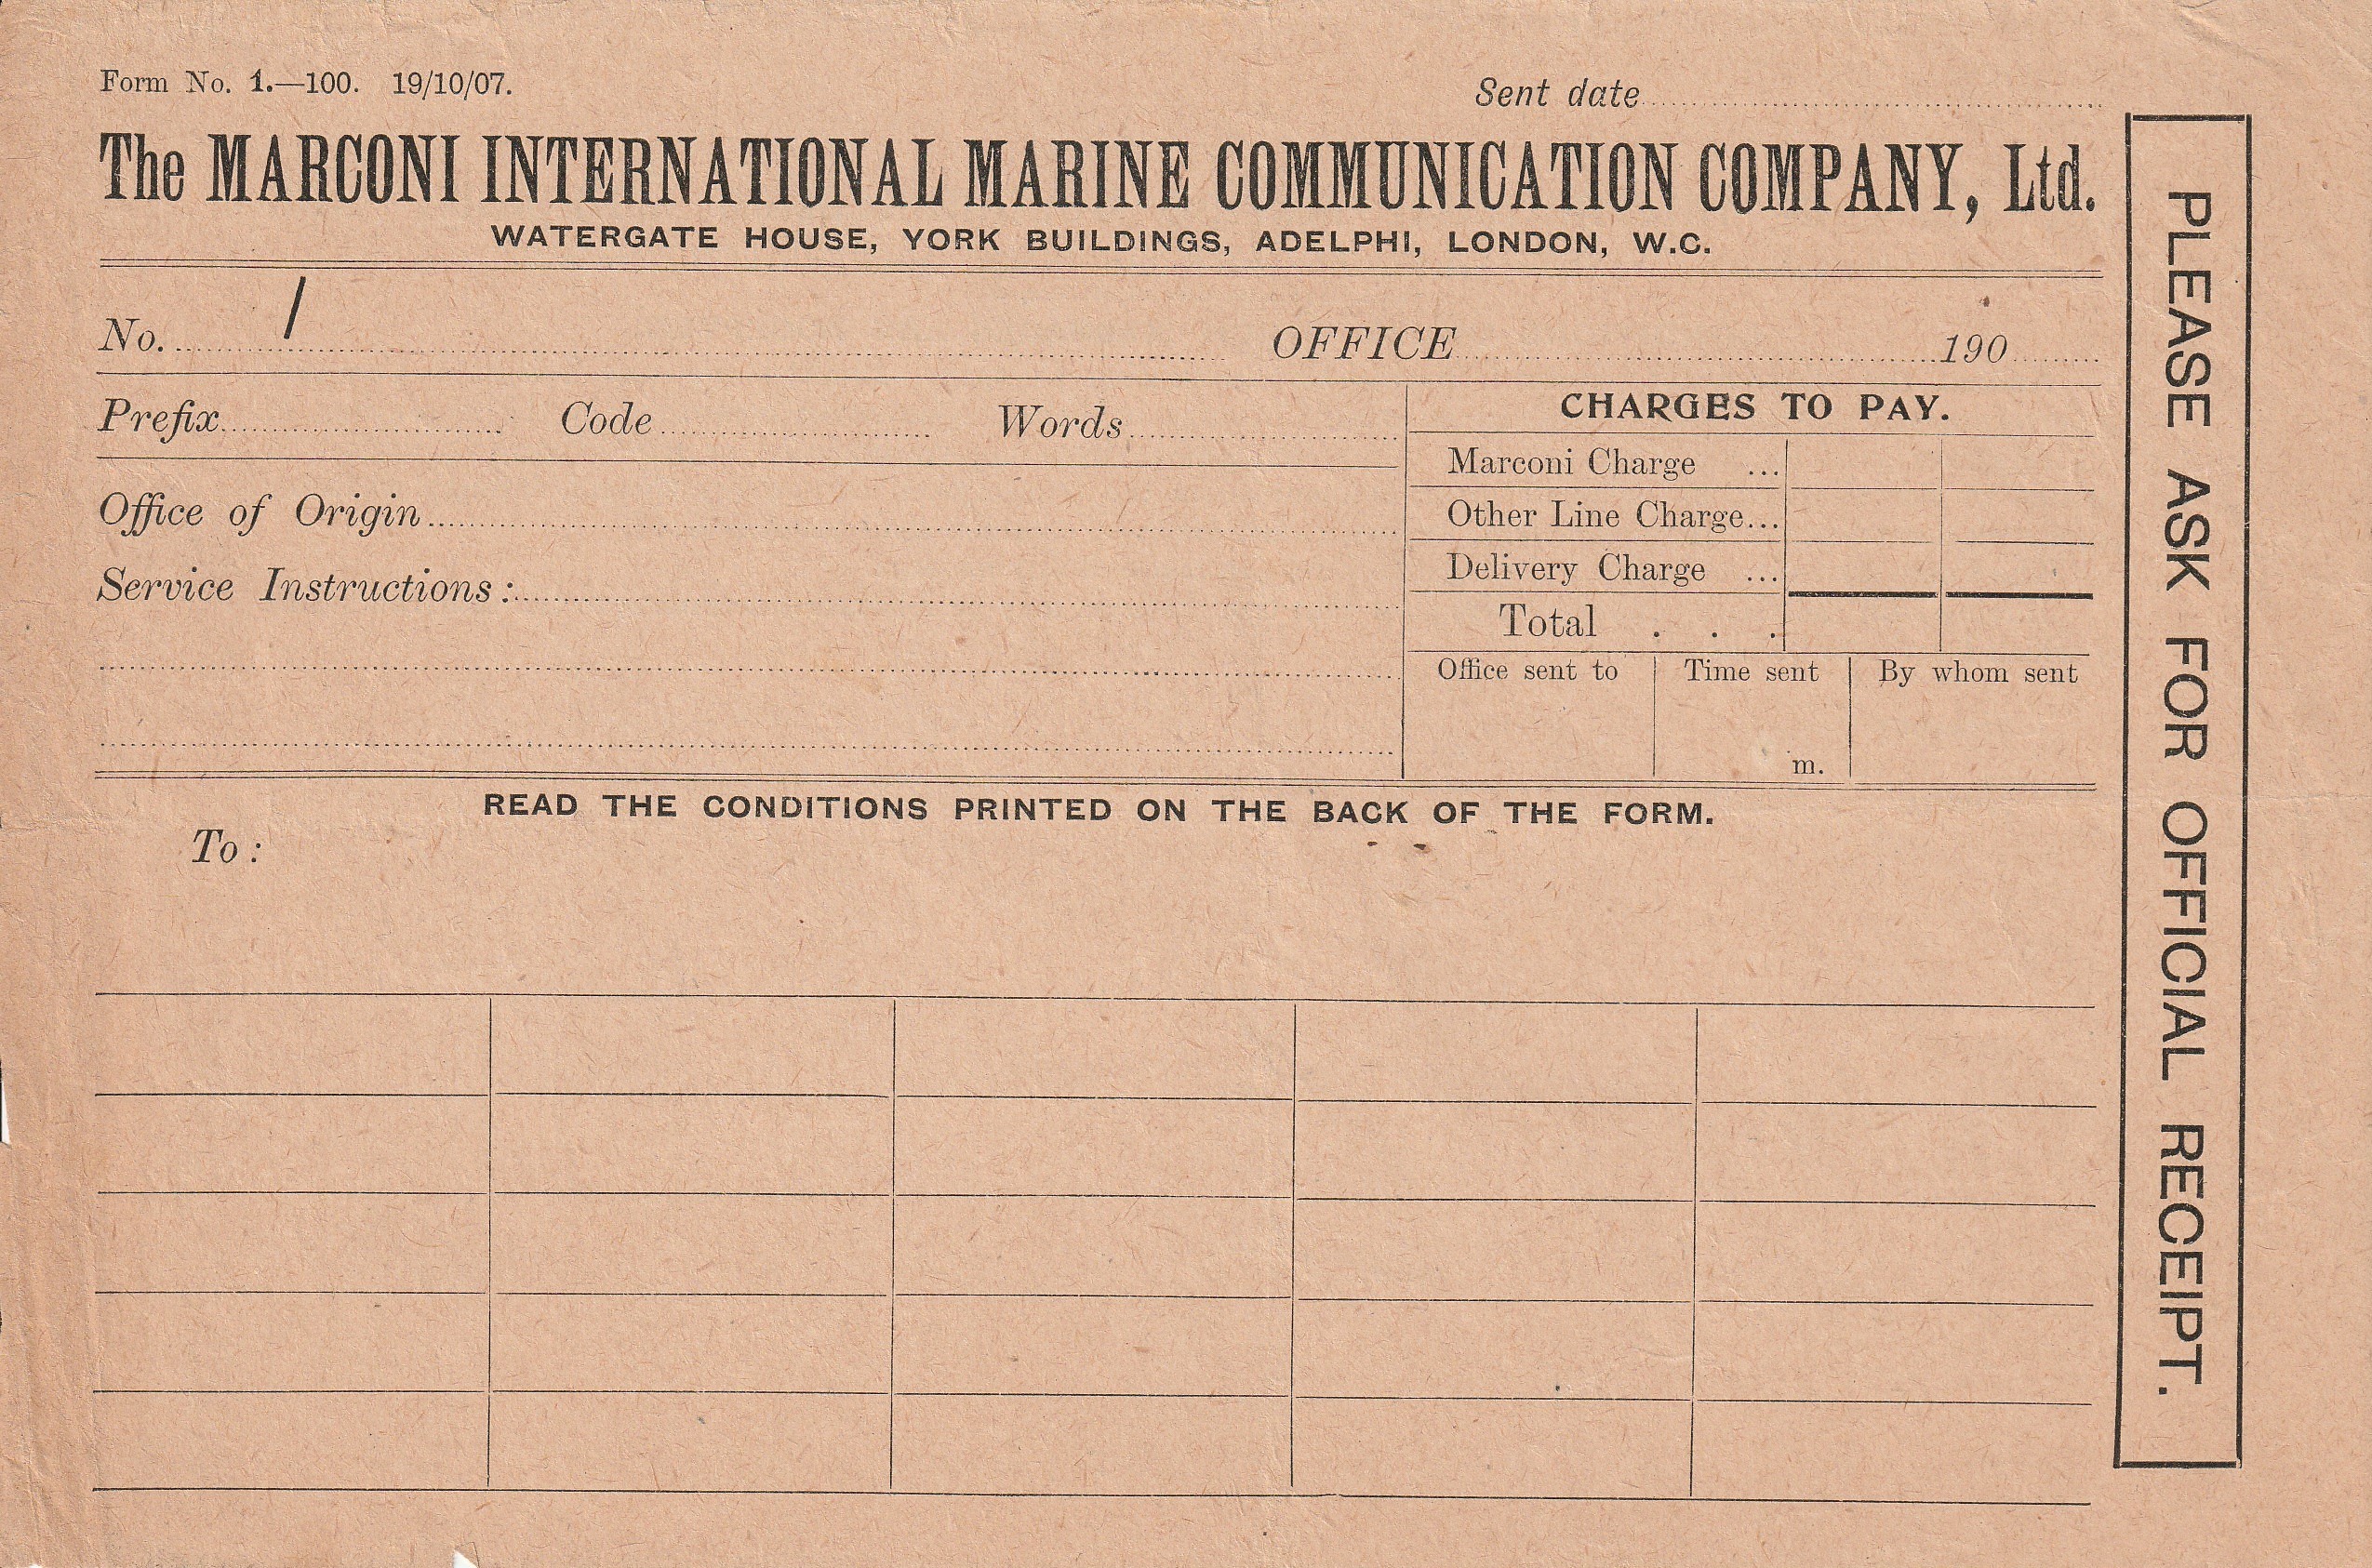 Form No. 1.—100. 19/10/07.
Sent date
The MARCONI INTERNATIONAL MARINE COMMUNICATION COMPANY, Ltd.
WATERGATE HOUSE, YORK BUILDINGS, ADELPHI, LONDON, W.C.
No. / OFFICE 190
Prefix Code Words
Office of Origin
Service Instructions:
CHARGES TO PAY.
Marconi Charge ...
Other Line Charge...
Delivery Charge ...
Total . . .
Office sent to Time sent By whom sent
m.
READ THE CONDITIONS PRINTED ON THE BACK OF THE FORM.
To:
PLEASE ASK FOR OFFICIAL RECEIPT.